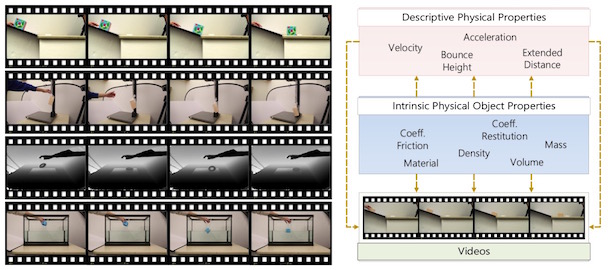 Descriptive Physical Properties
Velocity
Acceleration
Bounce
Height
Extended
Distance
Intrinsic Physical Object Properties
Coeff.
Friction
Coeff.
Restitution
Mass
Material
Density
Volume
Videos